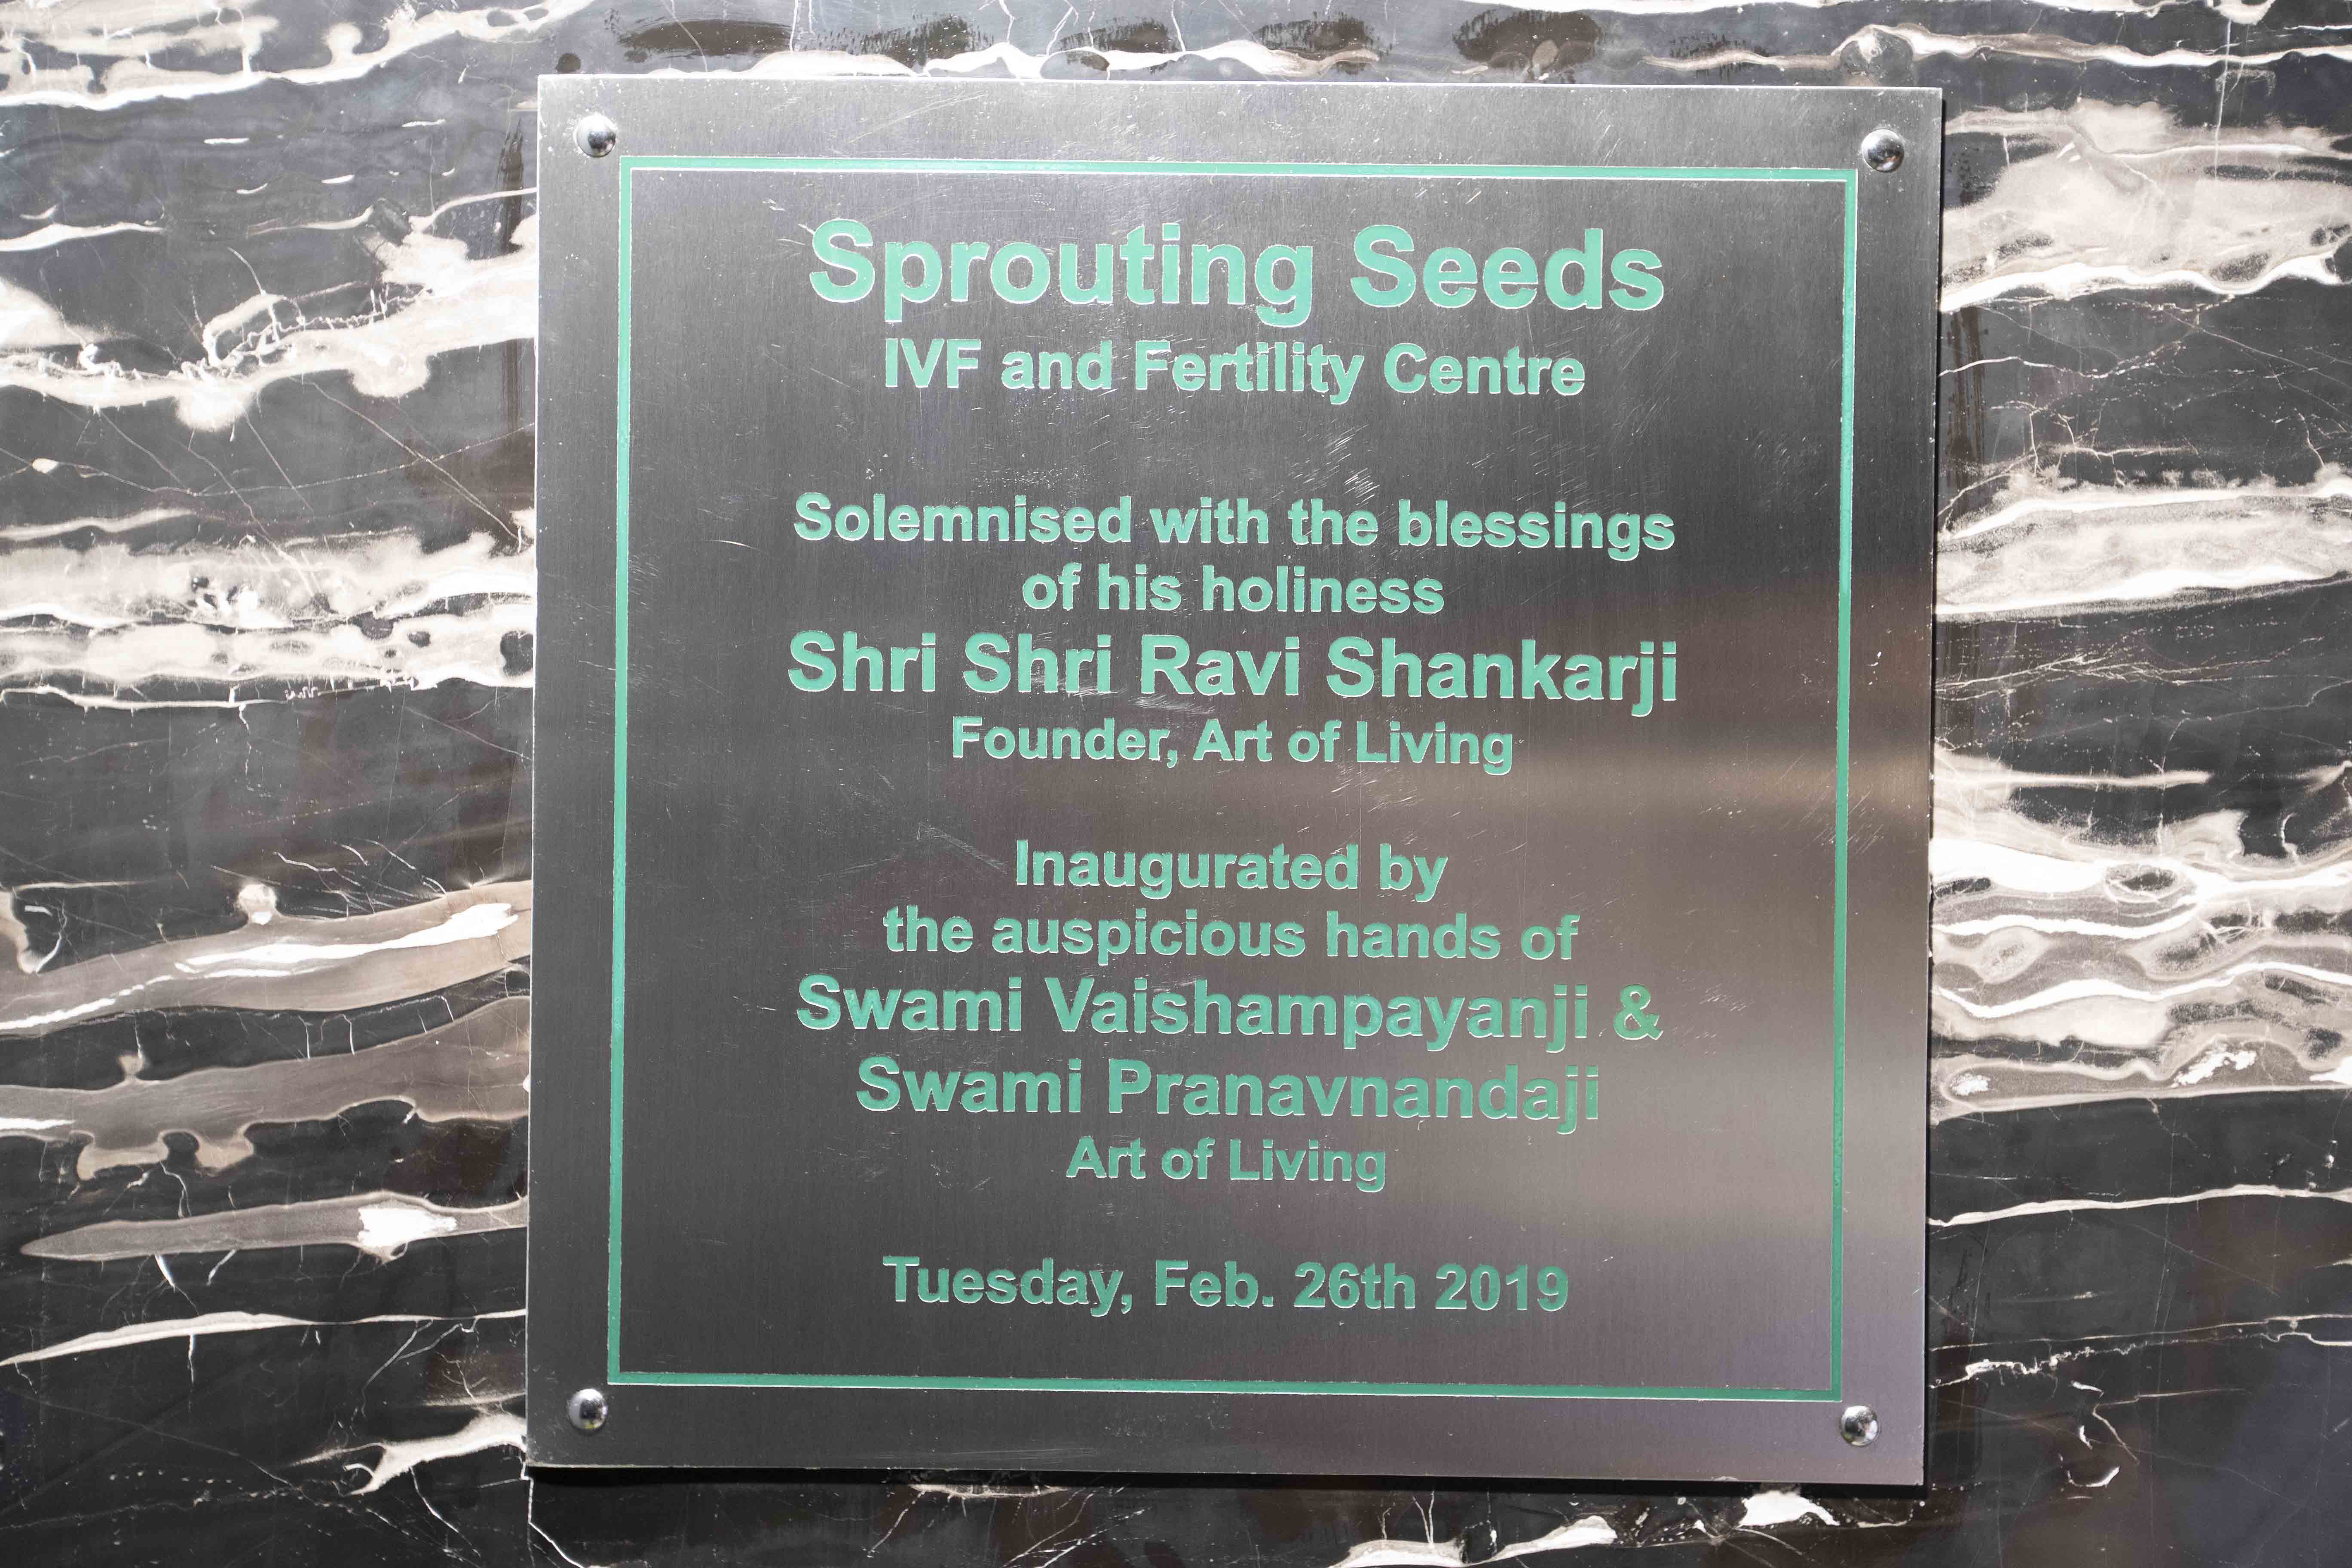 Sprouting Seeds
IVF and Fertility Centre
Solemnised with the blessings
of his holiness
Shri Shri Ravi Shankarji
Founder, Art of Living
Inaugurated by
the auspicious hands of
Swami Vaishampayanji &
Swami Pranavnandaji
Art of Living
Tuesday, Feb. 26th 2019